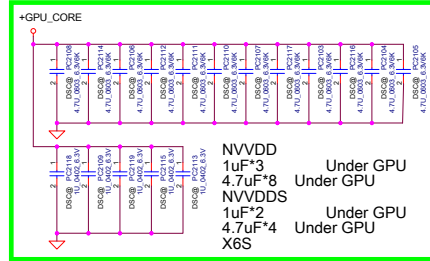 +GPU_CORE
DSC@ PC2108
4.7U_0603_6.3V6K
DSC@ PC2114
4.7U_0603_6.3V6K
DSC@ PC2106
4.7U_0603_6.3V6K
DSC@ PC2112
4.7U_0603_6.3V6K
DSC@ PC2111
4.7U_0603_6.3V6K
DSC@ PC2110
4.7U_0603_6.3V6K
DSC@ PC2107
4.7U_0603_6.3V6K
DSC@ PC2117
4.7U_0603_6.3V6K
DSC@ PC2103
4.7U_0603_6.3V6K
DSC@ PC2116
4.7U_0603_6.3V6K
DSC@ PC2104
4.7U_0603_6.3V6K
DSC@ PC2105
4.7U_0603_6.3V6K
DSC@ PC2118
1U_0402_6.3V
DSC@ PC2109
1U_0402_6.3V
DSC@ PC2119
1U_0402_6.3V
DSC@ PC2115
1U_0402_6.3V
DSC@ PC2113
1U_0402_6.3V
NVVDD
1uF*3 Under GPU
4.7uF*8 Under GPU
NVVDDS
1uF*2 Under GPU
4.7uF*4 Under GPU
X6S